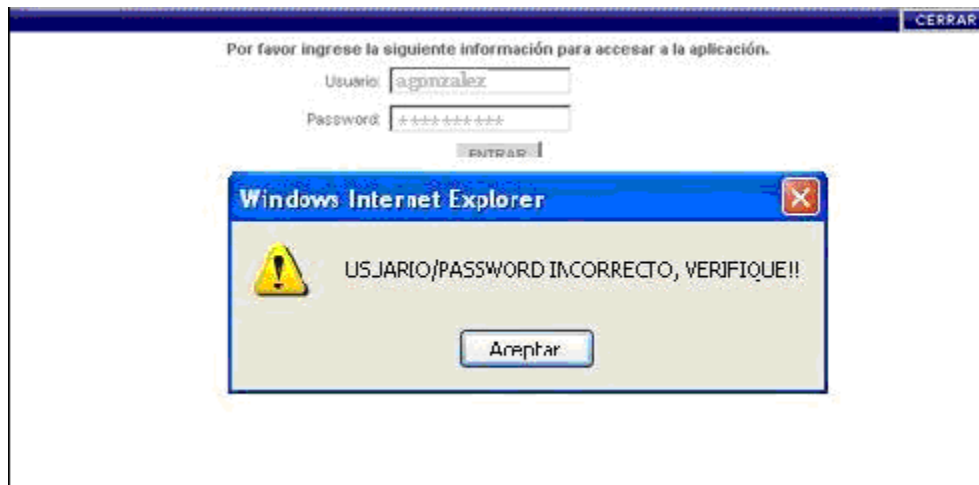 CERRAR
Por favor ingrese la siguiente información para accesar a la aplicación.
Usuario: agonzalez
Password: **********
ENTRAR
Windows Internet Explorer
USUARIO/PASSWORD INCORRECTO, VERIFIQUE!!
Aceptar